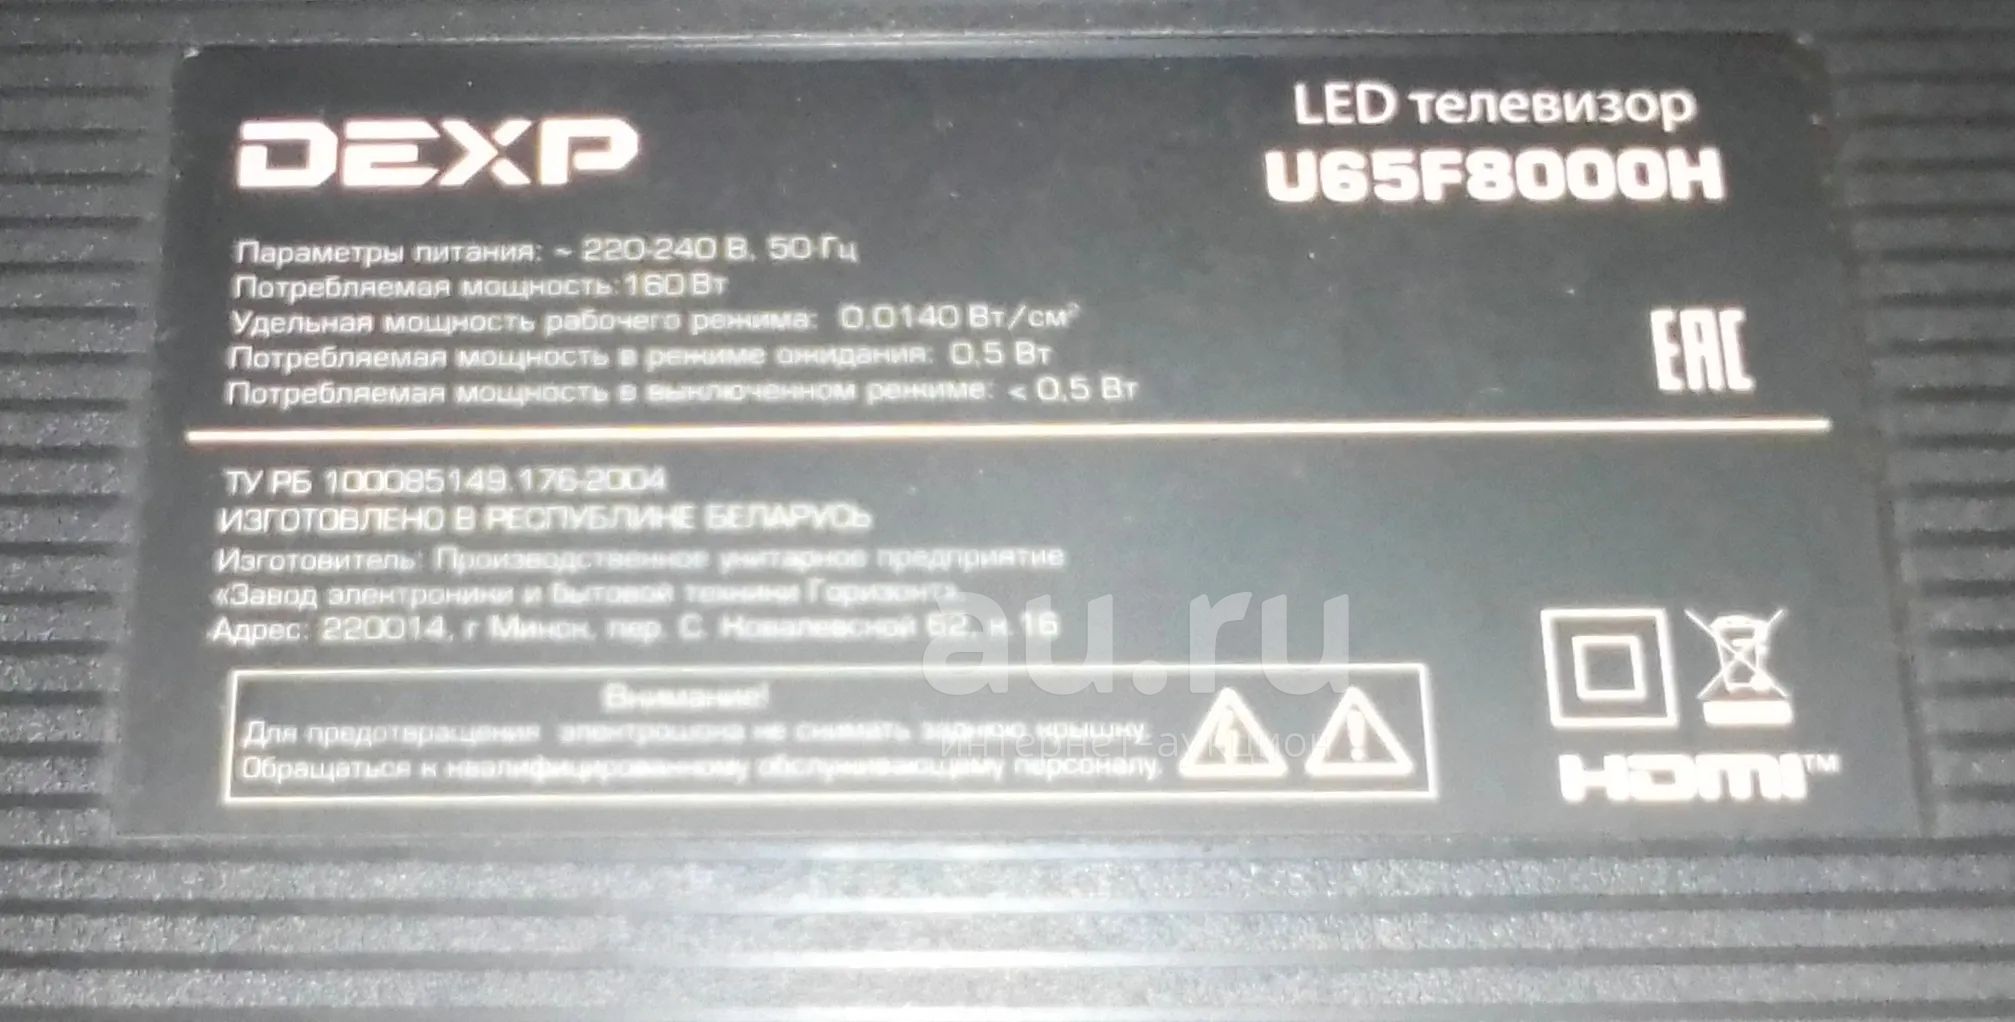 DEXP
LED телевизор
U65F8000H
Параметры питания: ~ 220-240 В, 50 Гц
Потребляемая мощность: 160 Вт
Удельная мощность рабочего режима: 0.0140 Вт/см²
Потребляемая мощность в режиме ожидания: 0,5 Вт
Потребляемая мощность в выключенном режиме: < 0,5 Вт
EAC
ТУ РБ 100085149.176-2004
ИЗГОТОВЛЕНО В РЕСПУБЛИКЕ БЕЛАРУСЬ
Изготовитель: Производственное унитарное предприятие
«Завод электроники и бытовой техники Горизонт».
Адрес: 220014, г Минск, пер. С. Ковалевской 62, к.16
Внимание!
Для предотвращения электрошока не снимать заднюю крышку.
Обращаться к квалифицированному обслуживающему персоналу.
HDMI™
au.ru
интернет-аукцион